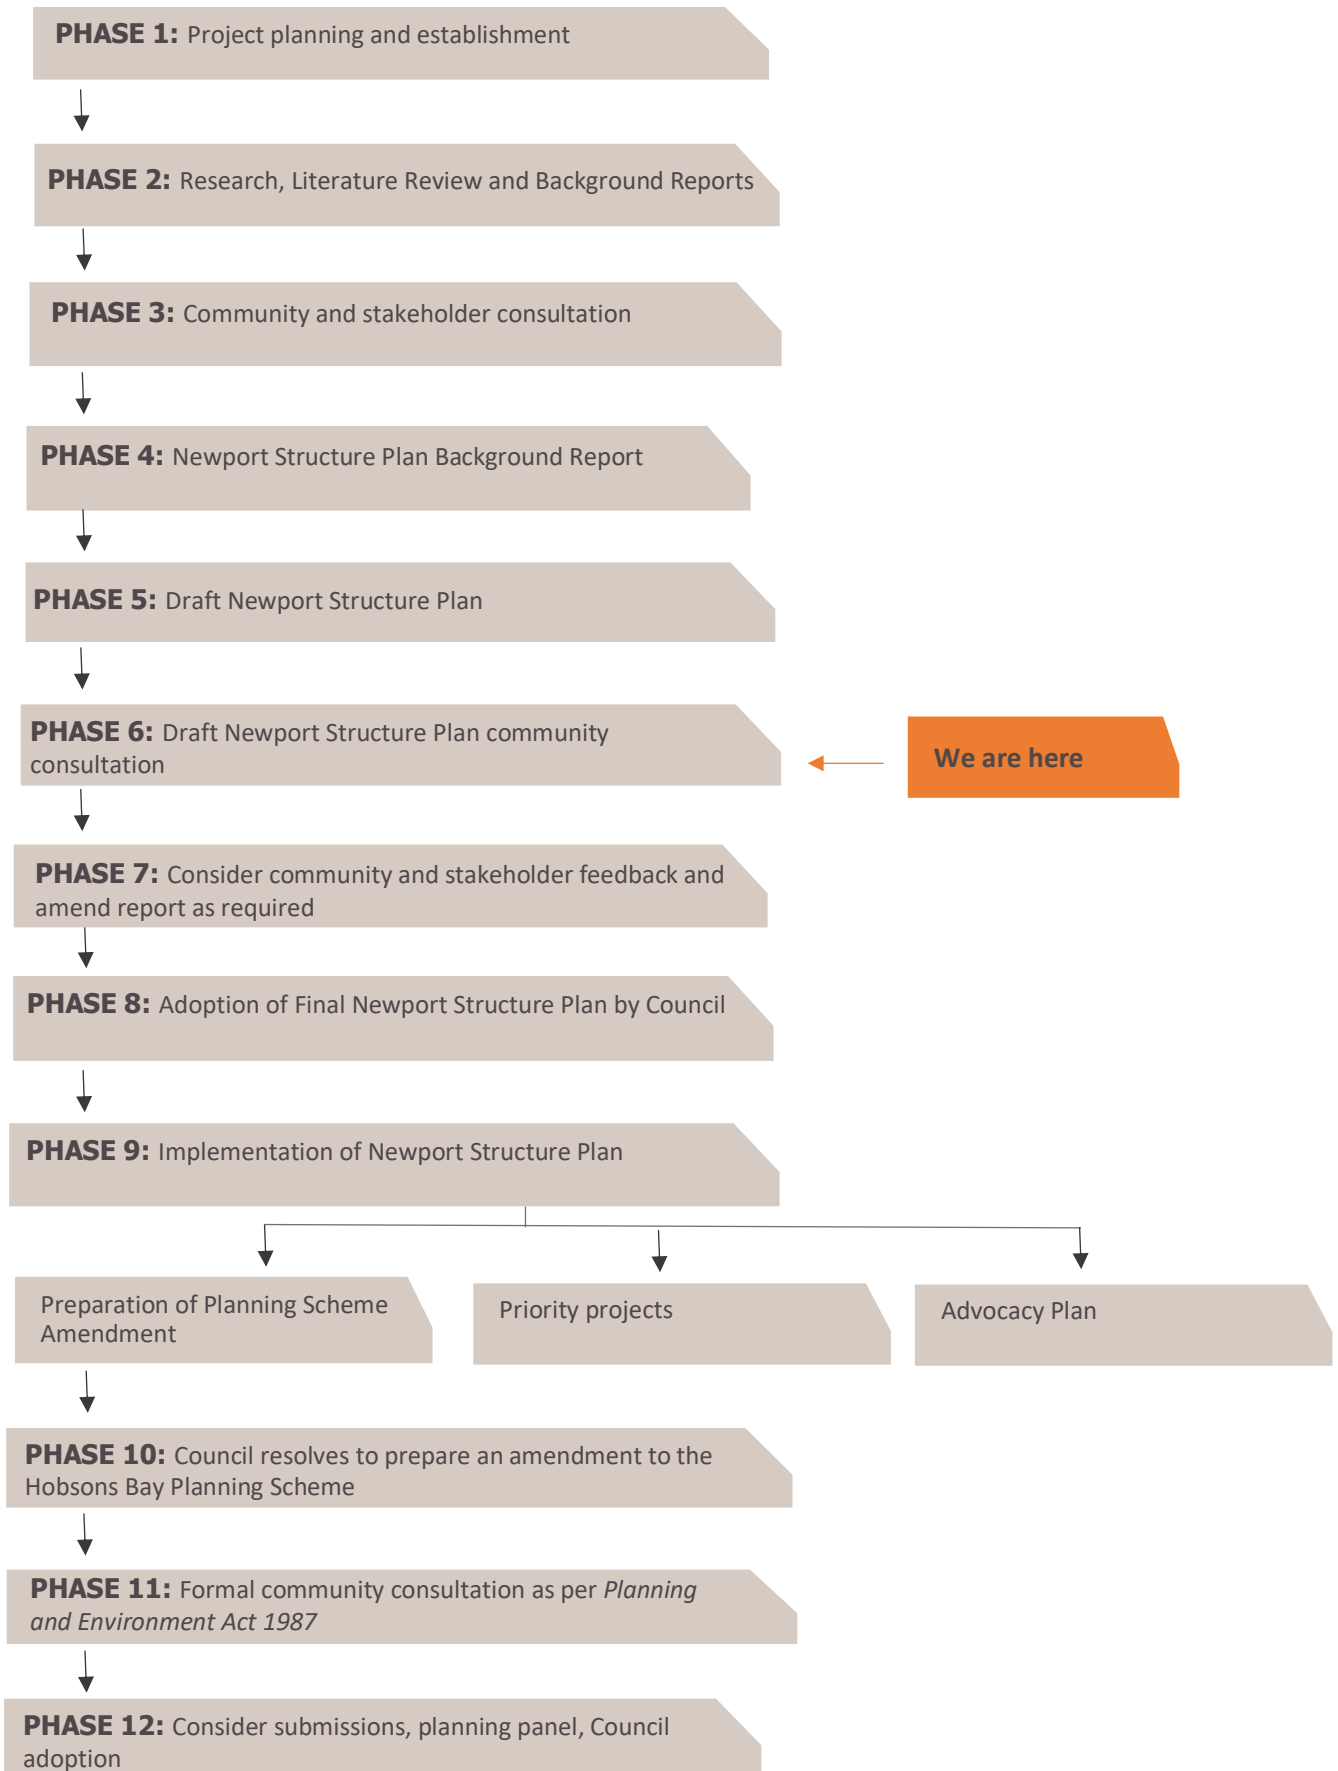 PHASE 1: Project planning and establishment
PHASE 2: Research, Literature Review and Background Reports
PHASE 3: Community and stakeholder consultation
PHASE 4: Newport Structure Plan Background Report
PHASE 5: Draft Newport Structure Plan
PHASE 6: Draft Newport Structure Plan community
consultation
We are here
PHASE 7: Consider community and stakeholder feedback and
amend report as required
PHASE 8: Adoption of Final Newport Structure Plan by Council
PHASE 9: Implementation of Newport Structure Plan
Preparation of Planning Scheme
Amendment
Priority projects
Advocacy Plan
PHASE 10: Council resolves to prepare an amendment to the
Hobsons Bay Planning Scheme
PHASE 11: Formal community consultation as per Planning
and Environment Act 1987
PHASE 12: Consider submissions, planning panel, Council
adoption